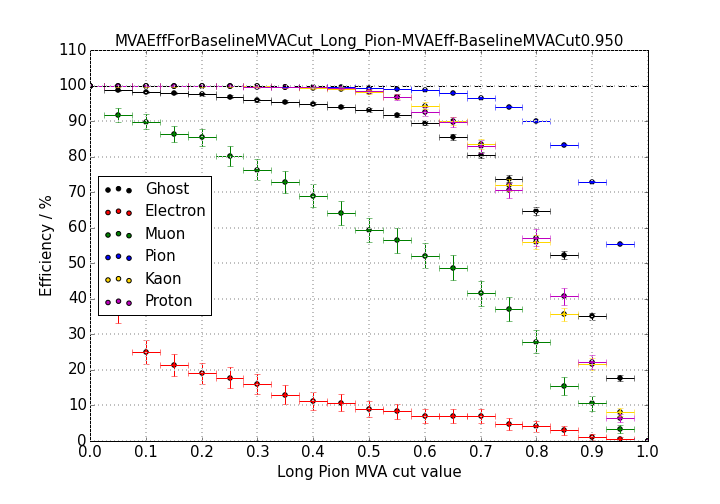 MVAEffForBaselineMVACut_Long_Pion-MVAEff-BaselineMVACut0.950
110
100
90
80
70
60
50
40
30
20
10
0
Efficiency / %
Ghost
Electron
Muon
Pion
Kaon
Proton
0.0 0.1 0.2 0.3 0.4 0.5 0.6 0.7 0.8 0.9 1.0
Long Pion MVA cut value